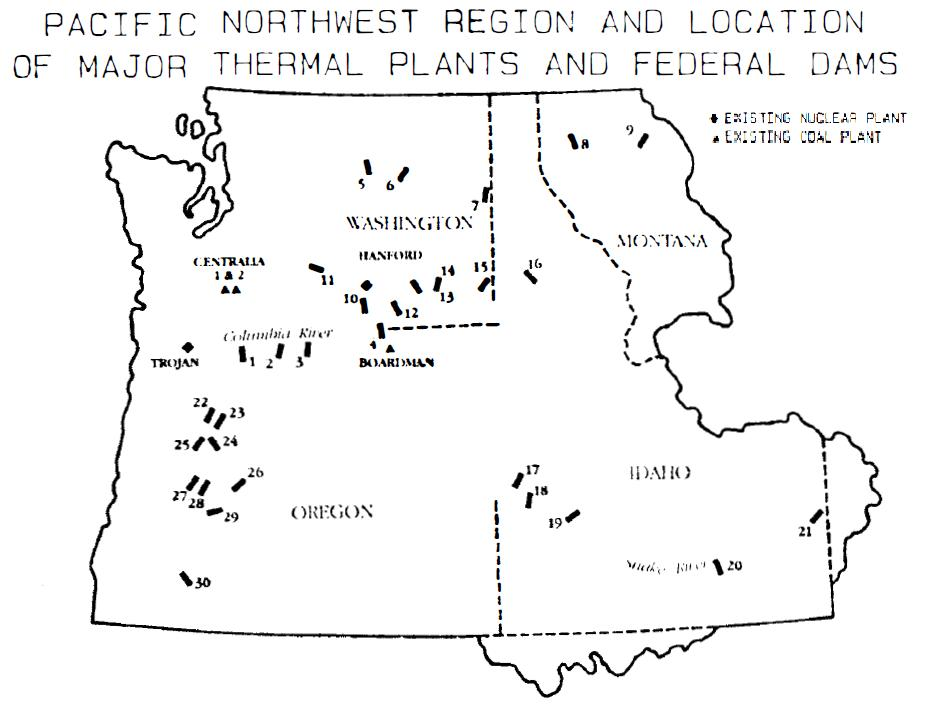 PACIFIC NORTHWEST REGION AND LOCATION
OF MAJOR THERMAL PLANTS AND FEDERAL DAMS
EXISTING NUCLEAR PLANT
EXISTING COAL PLANT
8
9
5
6
7
WASHINGTON
MONTANA
CENTRALIA
1 & 2
HANFORD
11
14
13
15
16
10
12
Columbia River
4
TROJAN
1
2
3
BOARDMAN
22
23
25
24
26
27
28
29
OREGON
17
18
IDAHO
19
21
Snake River
20
30